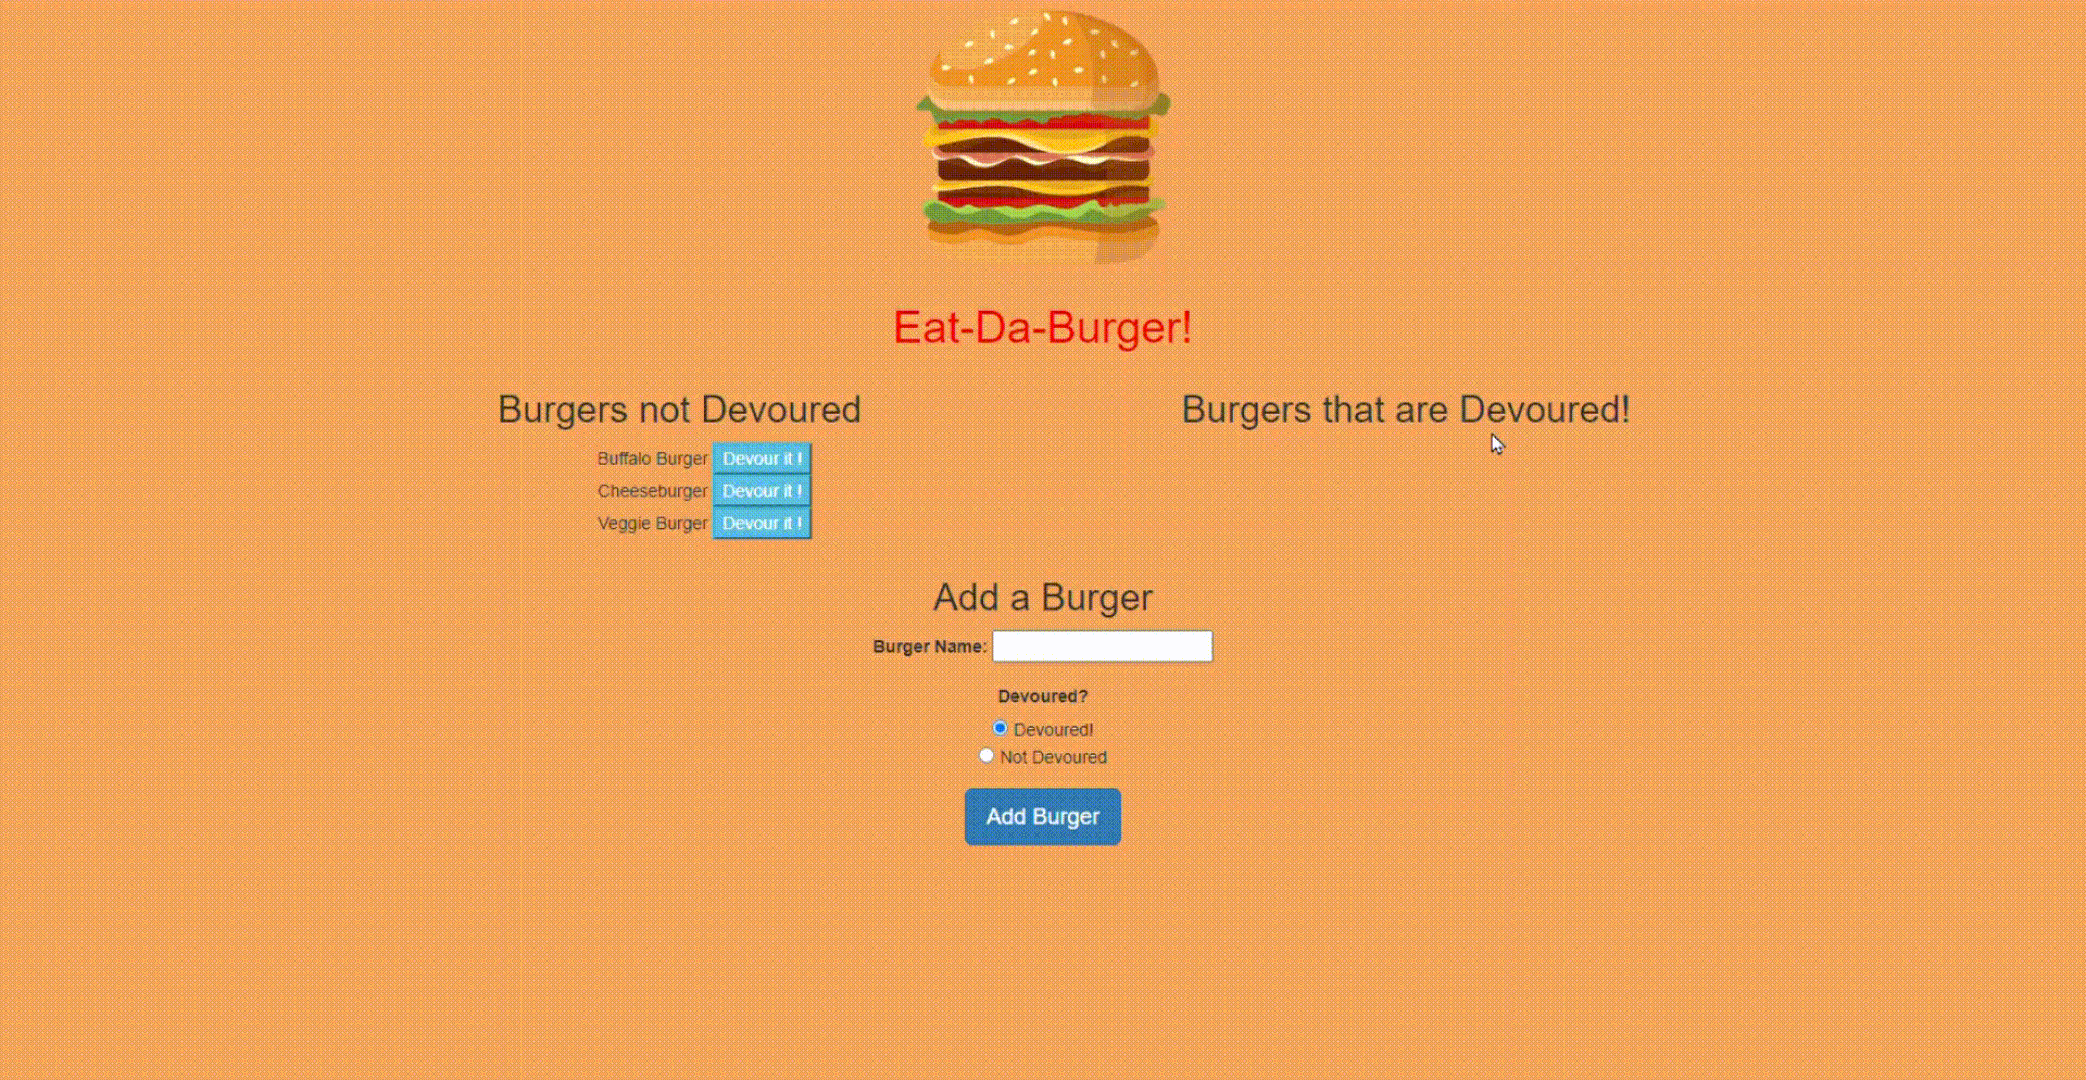 Eat-Da-Burger!
Burgers not Devoured
Buffalo Burger Devour it !
Cheeseburger Devour it !
Veggie Burger Devour it !
Burgers that are Devoured!
Add a Burger
Burger Name:
Devoured?
Devoured!
Not Devoured
Add Burger